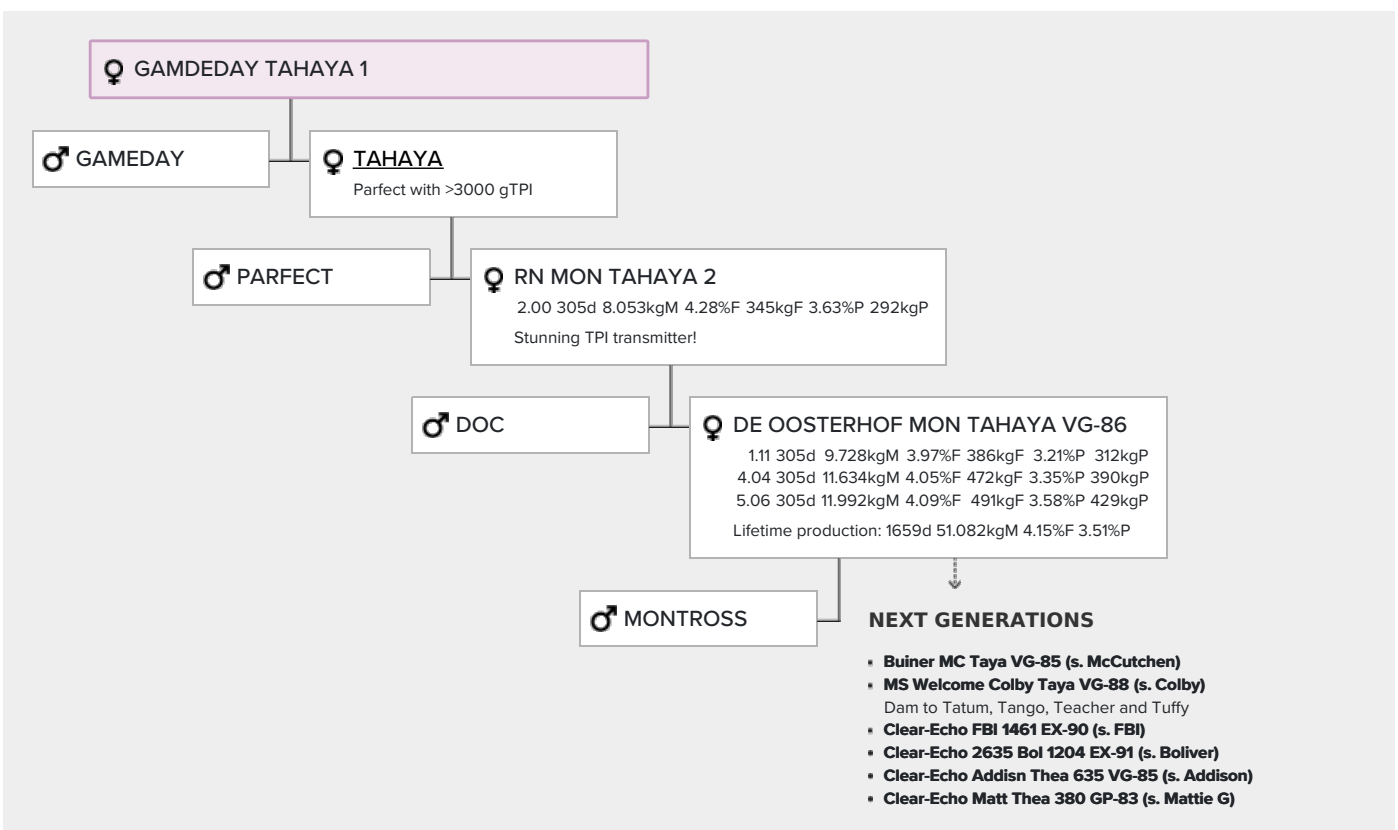 GAMDEDAY TAHAYA 1
GAMEDAY
TAHAYA
Parfect with >3000 gTPI
PARFECT
RN MON TAHAYA 2
2.00 305d 8.053kgM 4.28%F 345kgF 3.63%P 292kgP
Stunning TPI transmitter!
DOC
DE OOSTERHOF MON TAHAYA VG-86
1.11 305d 9.728kgM 3.97%F 386kgF 3.21%P 312kgP
4.04 305d 11.634kgM 4.05%F 472kgF 3.35%P 390kgP
5.06 305d 11.992kgM 4.09%F 491kgF 3.58%P 429kgP
Lifetime production: 1659d 51.082kgM 4.15%F 3.51%P
MONTROSS
NEXT GENERATIONS
• Buiner MC Taya VG-85 (s. McCutchen)
• MS Welcome Colby Taya VG-88 (s. Colby)
Dam to Tatum, Tango, Teacher and Tuffy
• Clear-Echo FBI 1461 EX-90 (s. FBI)
• Clear-Echo 2635 Bol 1204 EX-91 (s. Boliver)
• Clear-Echo Addisn Thea 635 VG-85 (s. Addison)
• Clear-Echo Matt Thea 380 GP-83 (s. Mattie G)